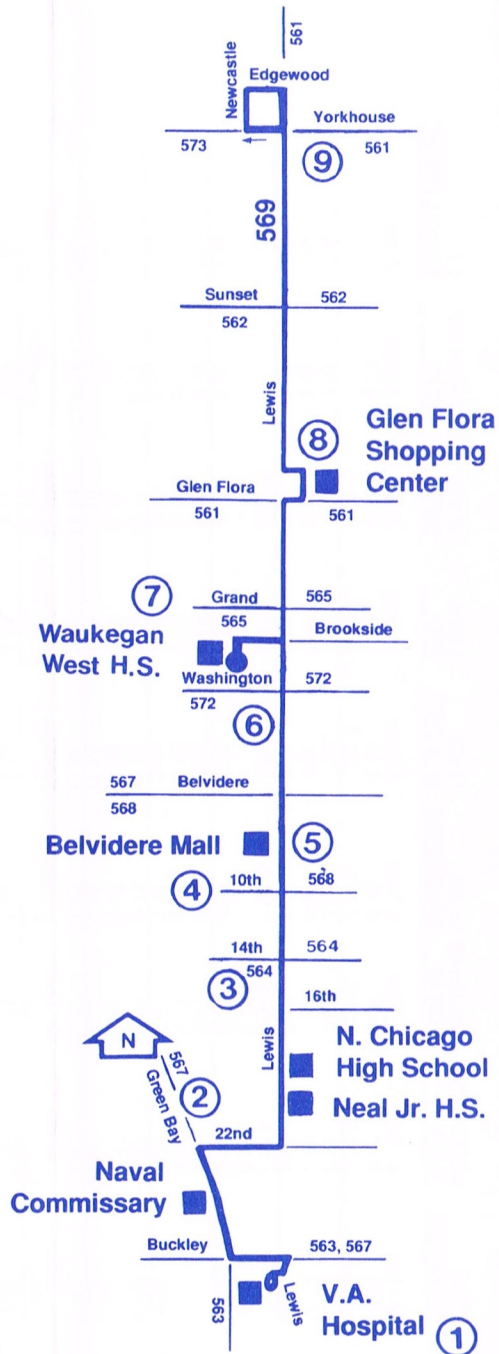 561
Newcastle
Edgewood
Yorkhouse
573
561
9
569
Sunset
562
562
Lewis
8
Glen Flora
Shopping
Center
Glen Flora
561
561
7
Grand
565
565
Brookside
Waukegan
West H.S.
Washington
572
572
6
567
Belvidere
568
Belvidere Mall
5
4
10th
568
14th
564
564
3
16th
N
Lewis
N. Chicago
High School
567
Green Bay
2
Neal Jr. H.S.
22nd
Naval
Commissary
Buckley
563, 567
563
Lewis
V.A.
Hospital
1